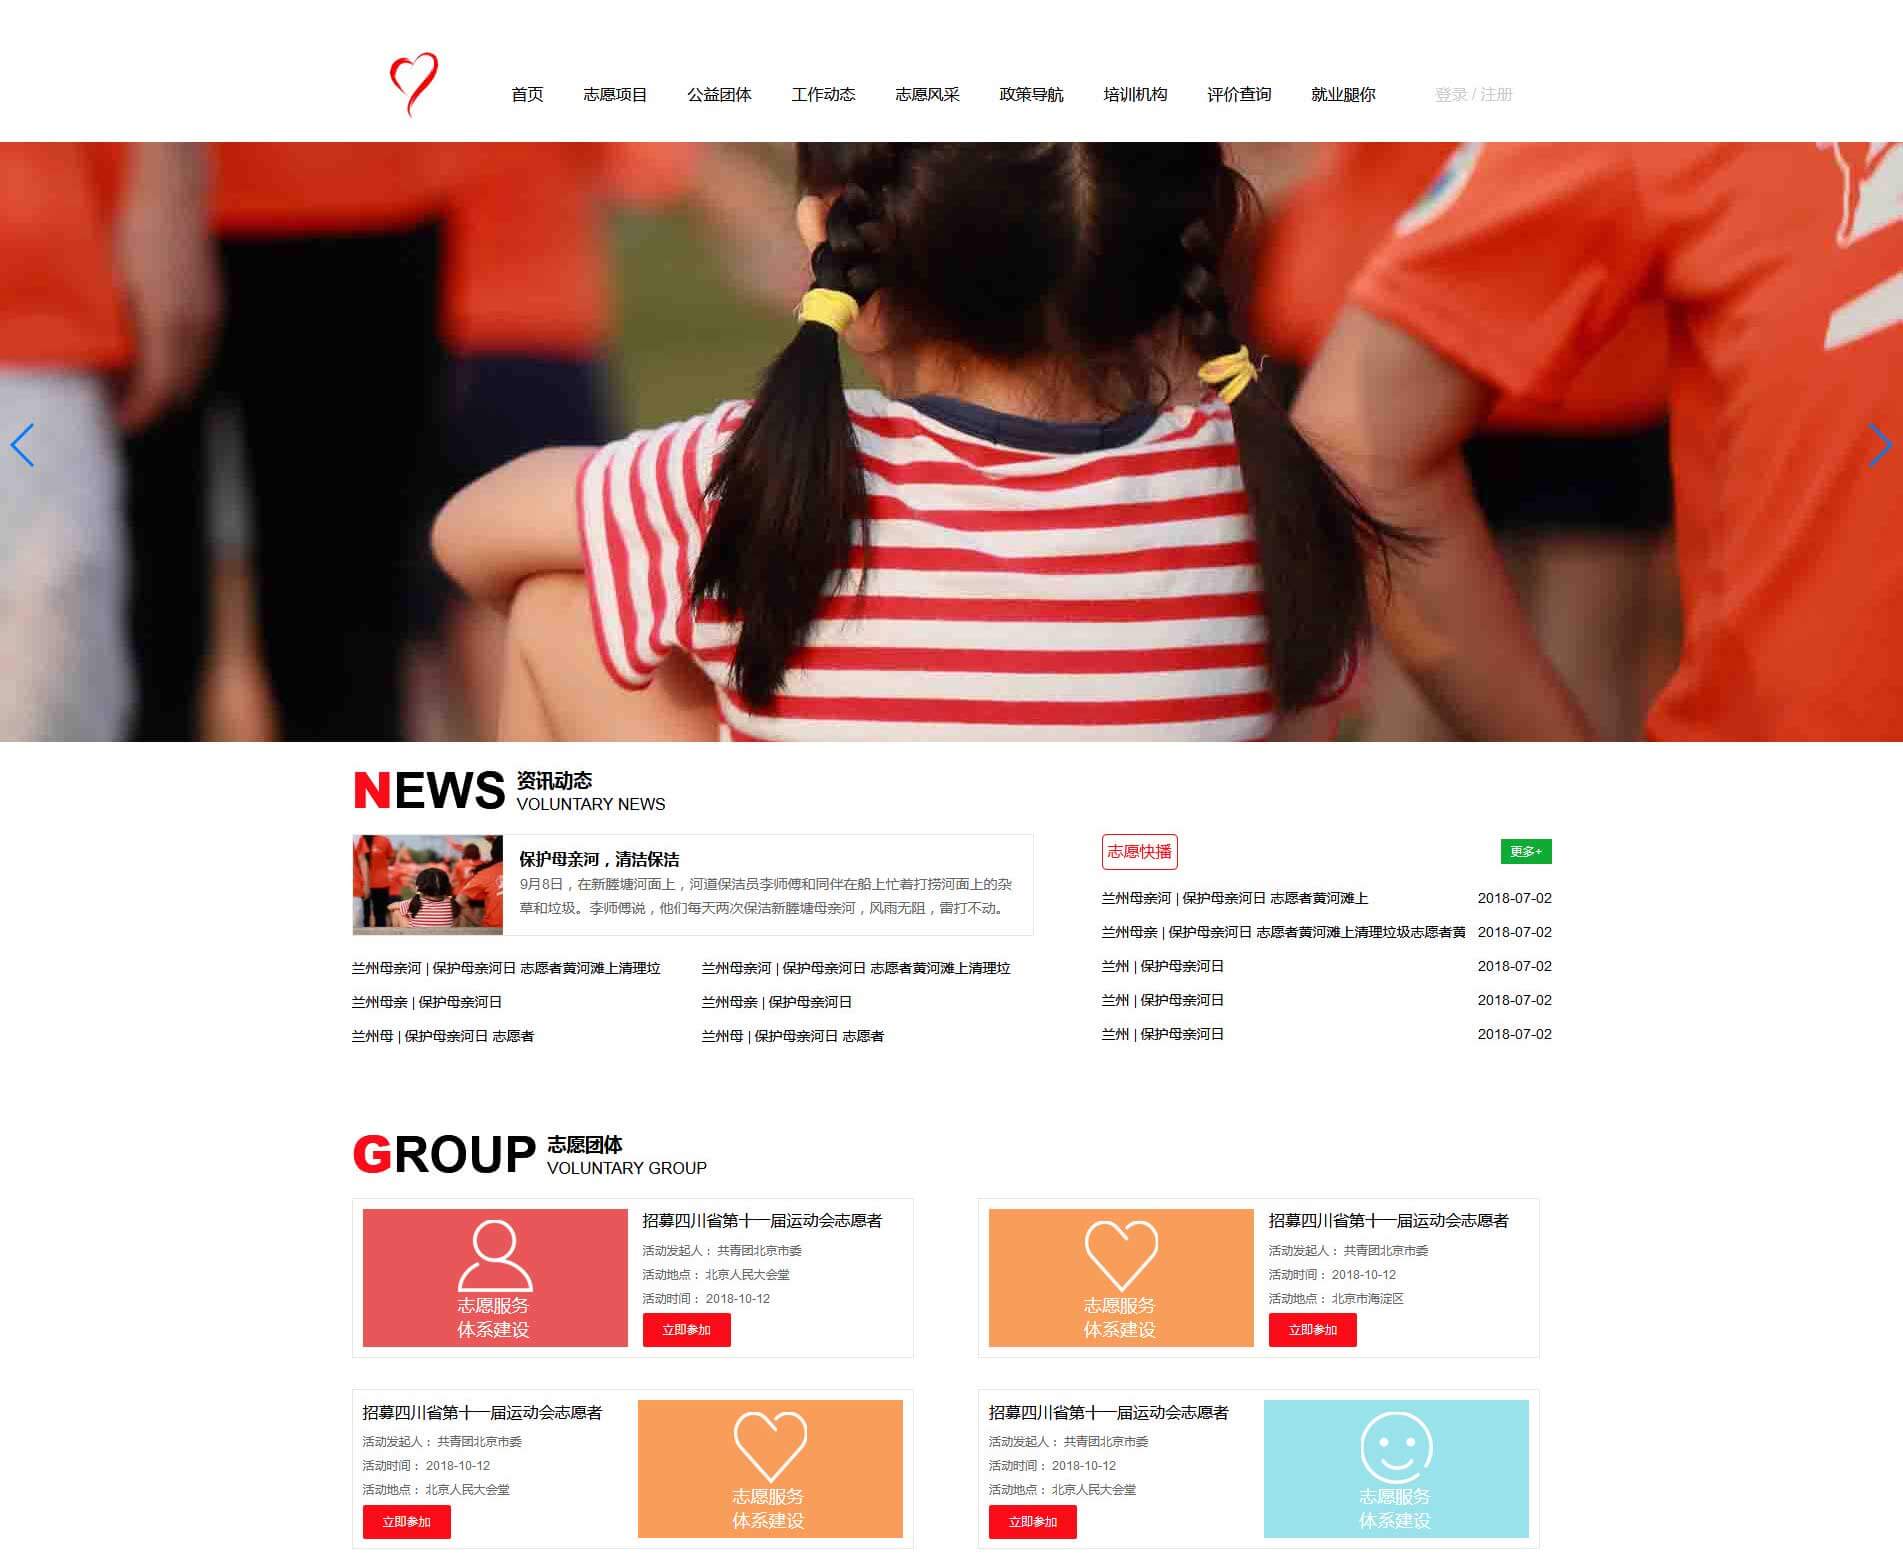 首页 志愿项目 公益团体 工作动态 志愿风采 政策导航 培训机构 评价查询 就业腿你 登录 / 注册
NEWS 资讯动态
VOLUNTARY NEWS
保护母亲河，清洁保洁
9月8日，在新塍塘河面上，河道保洁员李师傅和同伴在船上忙着打捞河面上的杂
草和垃圾。李师傅说，他们每天两次保洁新塍塘母亲河，风雨无阻，雷打不动。
兰州母亲河 | 保护母亲河日 志愿者黄河滩上清理垃
兰州母亲河 | 保护母亲河日 志愿者黄河滩上清理垃
兰州母亲 | 保护母亲河日
兰州母亲 | 保护母亲河日
兰州母 | 保护母亲河日 志愿者
兰州母 | 保护母亲河日 志愿者
志愿快播 更多+
兰州母亲河 | 保护母亲河日 志愿者黄河滩上 2018-07-02
兰州母亲 | 保护母亲河日 志愿者黄河滩上清理垃圾志愿者黄 2018-07-02
兰州 | 保护母亲河日 2018-07-02
兰州 | 保护母亲河日 2018-07-02
兰州 | 保护母亲河日 2018-07-02
GROUP 志愿团体
VOLUNTARY GROUP
志愿服务
体系建设
招募四川省第十一届运动会志愿者
活动发起人： 共青团北京市委
活动地点： 北京人民大会堂
活动时间： 2018-10-12
立即参加
志愿服务
体系建设
招募四川省第十一届运动会志愿者
活动发起人： 共青团北京市委
活动时间： 2018-10-12
活动地点： 北京市海淀区
立即参加
招募四川省第十一届运动会志愿者
活动发起人： 共青团北京市委
活动时间： 2018-10-12
活动地点： 北京人民大会堂
立即参加
志愿服务
体系建设
招募四川省第十一届运动会志愿者
活动发起人： 共青团北京市委
活动时间： 2018-10-12
活动地点： 北京人民大会堂
立即参加
志愿服务
体系建设